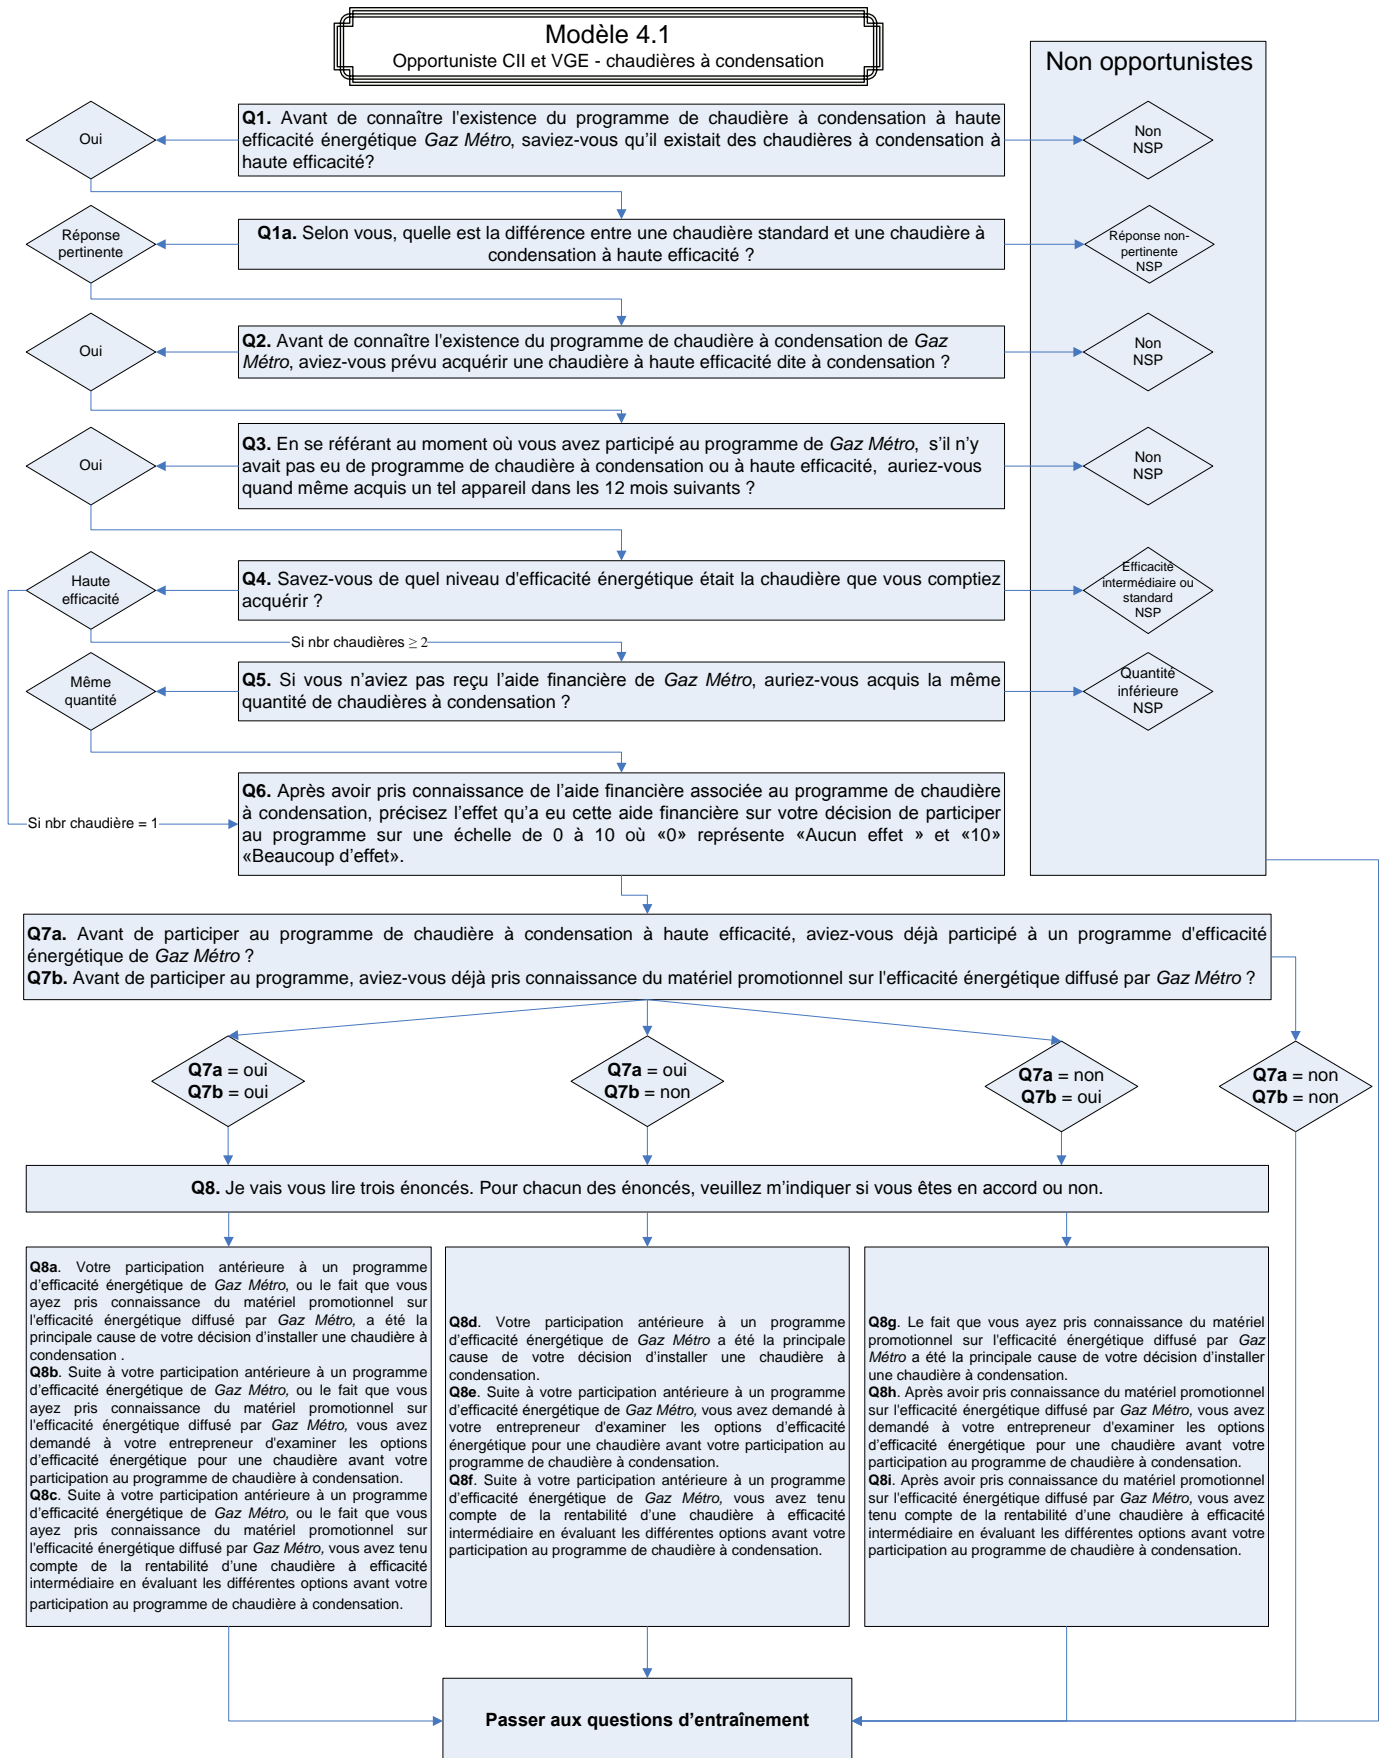 Modèle 4.1
Opportuniste CII et VGE - chaudières à condensation
Non opportunistes
Oui
Q1. Avant de connaître l'existence du programme de chaudière à condensation à haute
efficacité énergétique Gaz Métro, saviez-vous qu'il existait des chaudières à condensation à
haute efficacité?
Non
NSP
Réponse
pertinente
Q1a. Selon vous, quelle est la différence entre une chaudière standard et une chaudière à
condensation à haute efficacité ?
Réponse non-
pertinente
NSP
Oui
Q2. Avant de connaître l'existence du programme de chaudière à condensation de Gaz
Métro, aviez-vous prévu acquérir une chaudière à haute efficacité dite à condensation ?
Non
NSP
Oui
Q3. En se référant au moment où vous avez participé au programme de Gaz Métro, s'il n'y
avait pas eu de programme de chaudière à condensation ou à haute efficacité, auriez-vous
quand même acquis un tel appareil dans les 12 mois suivants ?
Non
NSP
Haute
efficacité
Q4. Savez-vous de quel niveau d'efficacité énergétique était la chaudière que vous comptiez
acquérir ?
Efficacité
intermédiaire ou
standard
NSP
Si nbr chaudières ≥ 2
Même
quantité
Q5. Si vous n'aviez pas reçu l'aide financière de Gaz Métro, auriez-vous acquis la même
quantité de chaudières à condensation ?
Quantité
inférieure
NSP
Si nbr chaudière = 1
Q6. Après avoir pris connaissance de l'aide financière associée au programme de chaudière
à condensation, précisez l'effet qu'a eu cette aide financière sur votre décision de participer
au programme sur une échelle de 0 à 10 où «0» représente «Aucun effet » et «10»
«Beaucoup d'effet».
Q7a. Avant de participer au programme de chaudière à condensation à haute efficacité, aviez-vous déjà participé à un programme d'efficacité
énergétique de Gaz Métro ?
Q7b. Avant de participer au programme, aviez-vous déjà pris connaissance du matériel promotionnel sur l'efficacité énergétique diffusé par Gaz Métro ?
Q7a = oui
Q7b = oui
Q7a = oui
Q7b = non
Q7a = non
Q7b = oui
Q7a = non
Q7b = non
Q8. Je vais vous lire trois énoncés. Pour chacun des énoncés, veuillez m'indiquer si vous êtes en accord ou non.
Q8a. Votre participation antérieure à un programme
d'efficacité énergétique de Gaz Métro, ou le fait que vous
ayez pris connaissance du matériel promotionnel sur
l'efficacité énergétique diffusé par Gaz Métro, a été la
principale cause de votre décision d'installer une chaudière à
condensation .
Q8b. Suite à votre participation antérieure à un programme
d'efficacité énergétique de Gaz Métro, ou le fait que vous
ayez pris connaissance du matériel promotionnel sur
l'efficacité énergétique diffusé par Gaz Métro, vous avez
demandé à votre entrepreneur d'examiner les options
d'efficacité énergétique pour une chaudière avant votre
participation au programme de chaudière à condensation.
Q8c. Suite à votre participation antérieure à un programme
d'efficacité énergétique de Gaz Métro, ou le fait que vous
ayez pris connaissance du matériel promotionnel sur
l'efficacité énergétique diffusé par Gaz Métro, vous avez tenu
compte de la rentabilité d'une chaudière à efficacité
intermédiaire en évaluant les différentes options avant votre
participation au programme de chaudière à condensation.
Q8d. Votre participation antérieure à un programme
d'efficacité énergétique de Gaz Métro a été la principale
cause de votre décision d'installer une chaudière à
condensation.
Q8e. Suite à votre participation antérieure à un programme
d'efficacité énergétique de Gaz Métro, vous avez demandé à
votre entrepreneur d'examiner les options d'efficacité
énergétique pour une chaudière avant votre participation au
programme de chaudière à condensation.
Q8f. Suite à votre participation antérieure à un programme
d'efficacité énergétique de Gaz Métro, vous avez tenu
compte de la rentabilité d'une chaudière à efficacité
intermédiaire en évaluant les différentes options avant votre
participation au programme de chaudière à condensation.
Q8g. Le fait que vous ayez pris connaissance du matériel
promotionnel sur l'efficacité énergétique diffusé par Gaz
Métro a été la principale cause de votre décision d'installer
une chaudière à condensation.
Q8h. Après avoir pris connaissance du matériel promotionnel
sur l'efficacité énergétique diffusé par Gaz Métro, vous avez
demandé à votre entrepreneur d'examiner les options
d'efficacité énergétique pour une chaudière avant votre
participation au programme de chaudière à condensation.
Q8i. Après avoir pris connaissance du matériel promotionnel
sur l'efficacité énergétique diffusé par Gaz Métro, vous avez
tenu compte de la rentabilité d'une chaudière à efficacité
intermédiaire en évaluant les différentes options avant votre
participation au programme de chaudière à condensation.
Passer aux questions d'entraînement